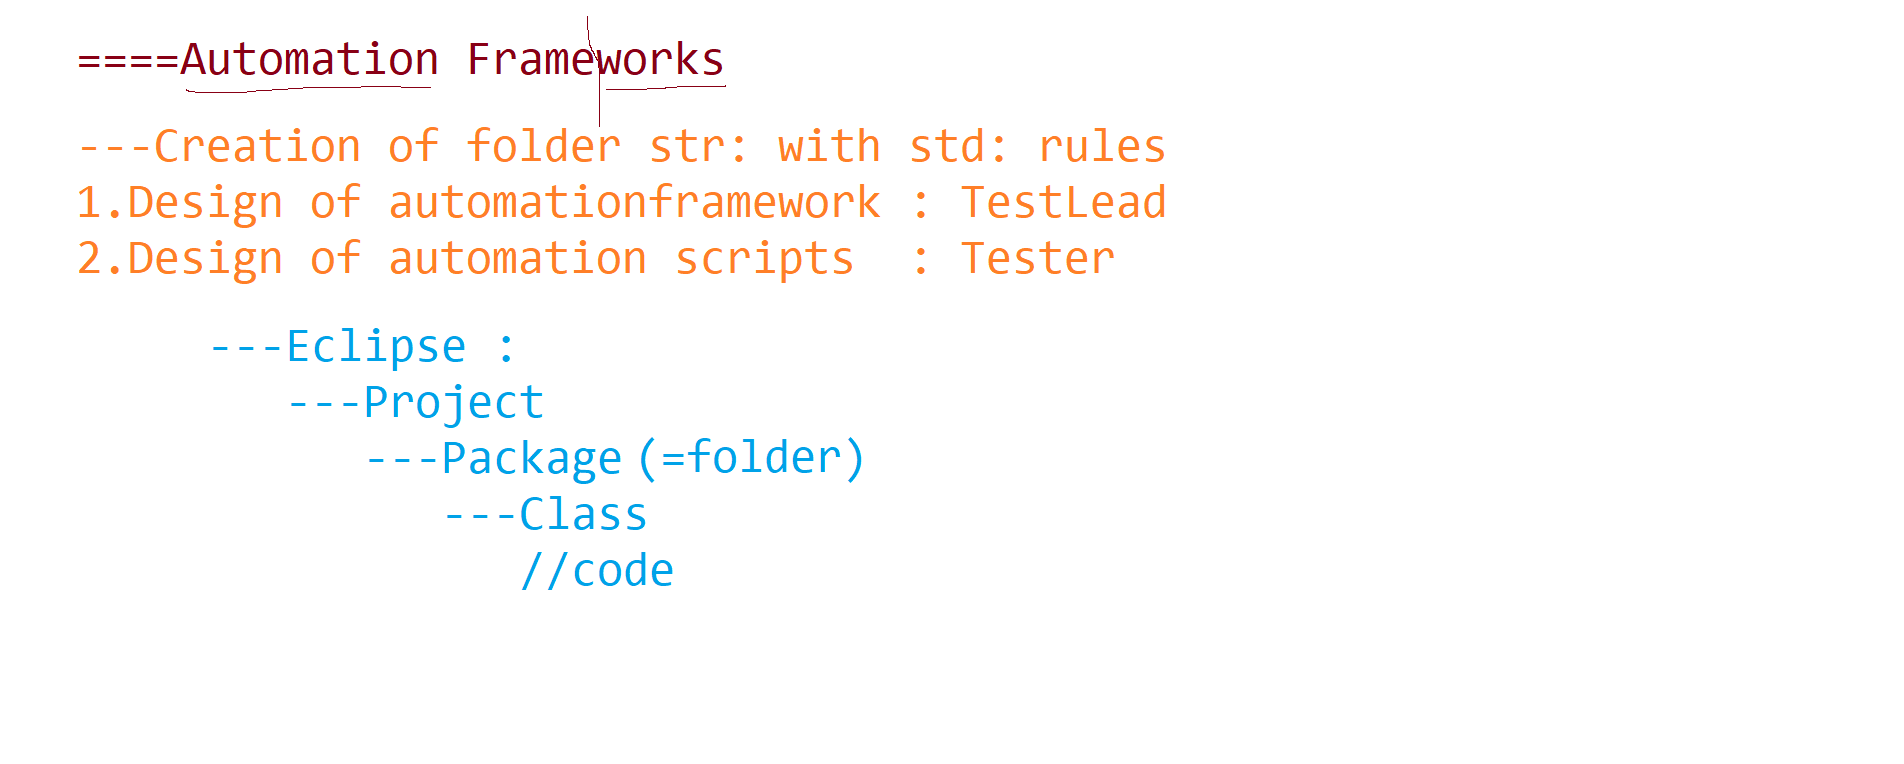 ====Automation Frameworks
---Creation of folder str: with std: rules
1.Design of automationframework : TestLead
2.Design of automation scripts  : Tester
---Eclipse :
---Project
---Package(=folder)
---Class
//code